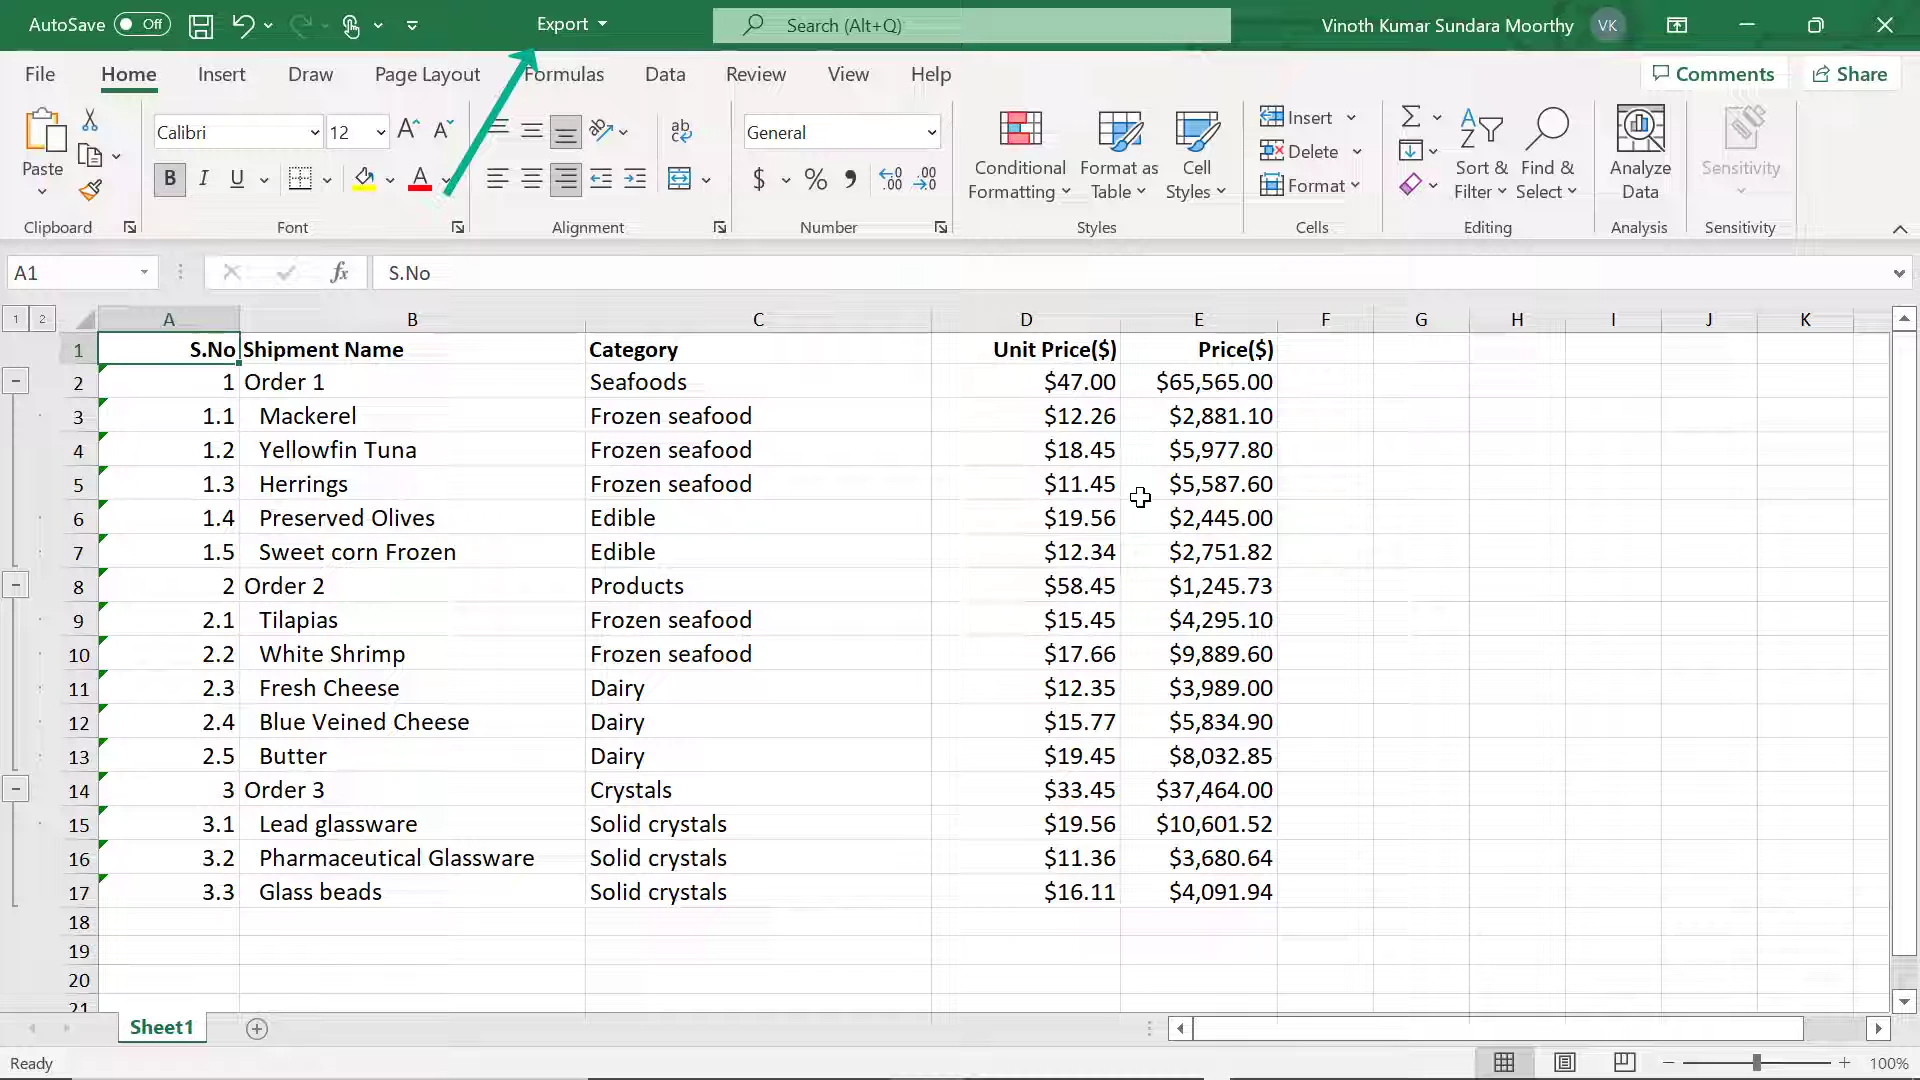 AutoSave Off Export Search (Alt+Q) Vinoth Kumar Sundara Moorthy VK
File Home Insert Draw Page Layout Formulas Data Review View Help Comments Share
Calibri 12 ab General Insert
Paste B I U A $ % Conditional Formatting Format as Table Cell Styles Delete Format Sort & Filter Find & Select Analyze Data Sensitivity
Clipboard Font Alignment Number Styles Cells Editing Analysis Sensitivity
A1 fx S.No
1 2 A B C D E F G H I J K
1 S.No Shipment Name Category Unit Price($) Price($)
2 1 Order 1 Seafoods $47.00 $65,565.00
3 1.1 Mackerel Frozen seafood $12.26 $2,881.10
4 1.2 Yellowfin Tuna Frozen seafood $18.45 $5,977.80
5 1.3 Herrings Frozen seafood $11.45 $5,587.60
6 1.4 Preserved Olives Edible $19.56 $2,445.00
7 1.5 Sweet corn Frozen Edible $12.34 $2,751.82
8 2 Order 2 Products $58.45 $1,245.73
9 2.1 Tilapias Frozen seafood $15.45 $4,295.10
10 2.2 White Shrimp Frozen seafood $17.66 $9,889.60
11 2.3 Fresh Cheese Dairy $12.35 $3,989.00
12 2.4 Blue Veined Cheese Dairy $15.77 $5,834.90
13 2.5 Butter Dairy $19.45 $8,032.85
14 3 Order 3 Crystals $33.45 $37,464.00
15 3.1 Lead glassware Solid crystals $19.56 $10,601.52
16 3.2 Pharmaceutical Glassware Solid crystals $11.36 $3,680.64
17 3.3 Glass beads Solid crystals $16.11 $4,091.94
18
19
20
21
Sheet1
Ready 100%